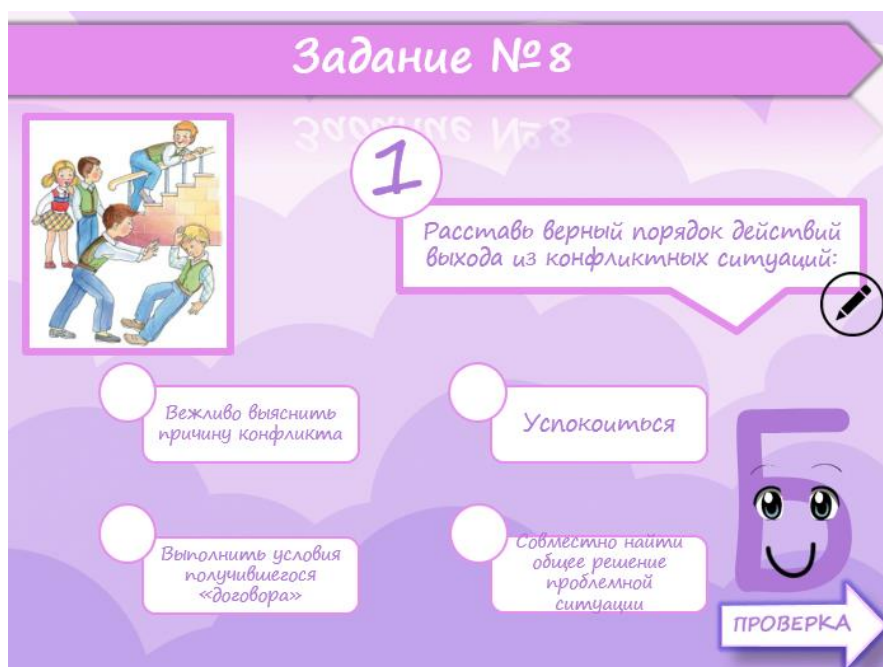 Задание №8
1
Расставь верный порядок действий
выхода из конфликтных ситуаций:
Вежливо выяснить
причину конфликта
Успокоиться
Выполнить условия
получившегося
«договора»
Совместно найти
общее решение
проблемной
ситуации
Б
ПРОВЕРКА